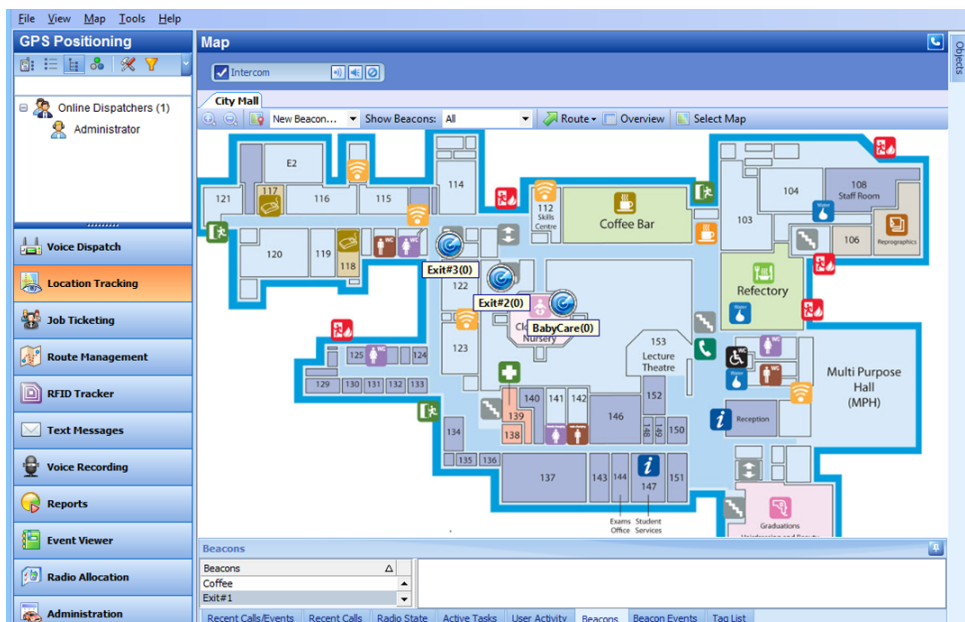 File View Map Tools Help
GPS Positioning
Map
Objects
Intercom
Online Dispatchers (1)
Administrator
City Mall
New Beacon...
Show Beacons: All
Route
Overview
Select Map
E2
121
117
116
115
114
112
Skills
Centre
Coffee Bar
103
104
108
Staff Room
Water
106
Reprographics
120
119
118
WC
WC
Exit#3(0)
122
Exit#2(0)
BabyCare(0)
Nursery
Refectory
Water
123
153
Lecture
Theatre
125
124
129
130
131
132
133
WC
WC
Water
Multi Purpose
Hall
(MPH)
139
138
140
141
142
146
152
148
149
150
Reception
134
135
136
137
143
144
147
151
Exams
Office
Student
Services
Graduations
Voice Dispatch
Location Tracking
Job Ticketing
Route Management
RFID Tracker
Text Messages
Voice Recording
Reports
Event Viewer
Radio Allocation
Administration
Beacons
Beacons
Coffee
Exit#1
Recent Calls/Events
Recent Calls
Radio State
Active Tasks
User Activity
Beacons
Beacon Events
Tag List